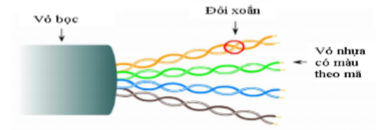 Vỏ bọc
Đôi xoắn
Vỏ nhựa
có màu
theo mã